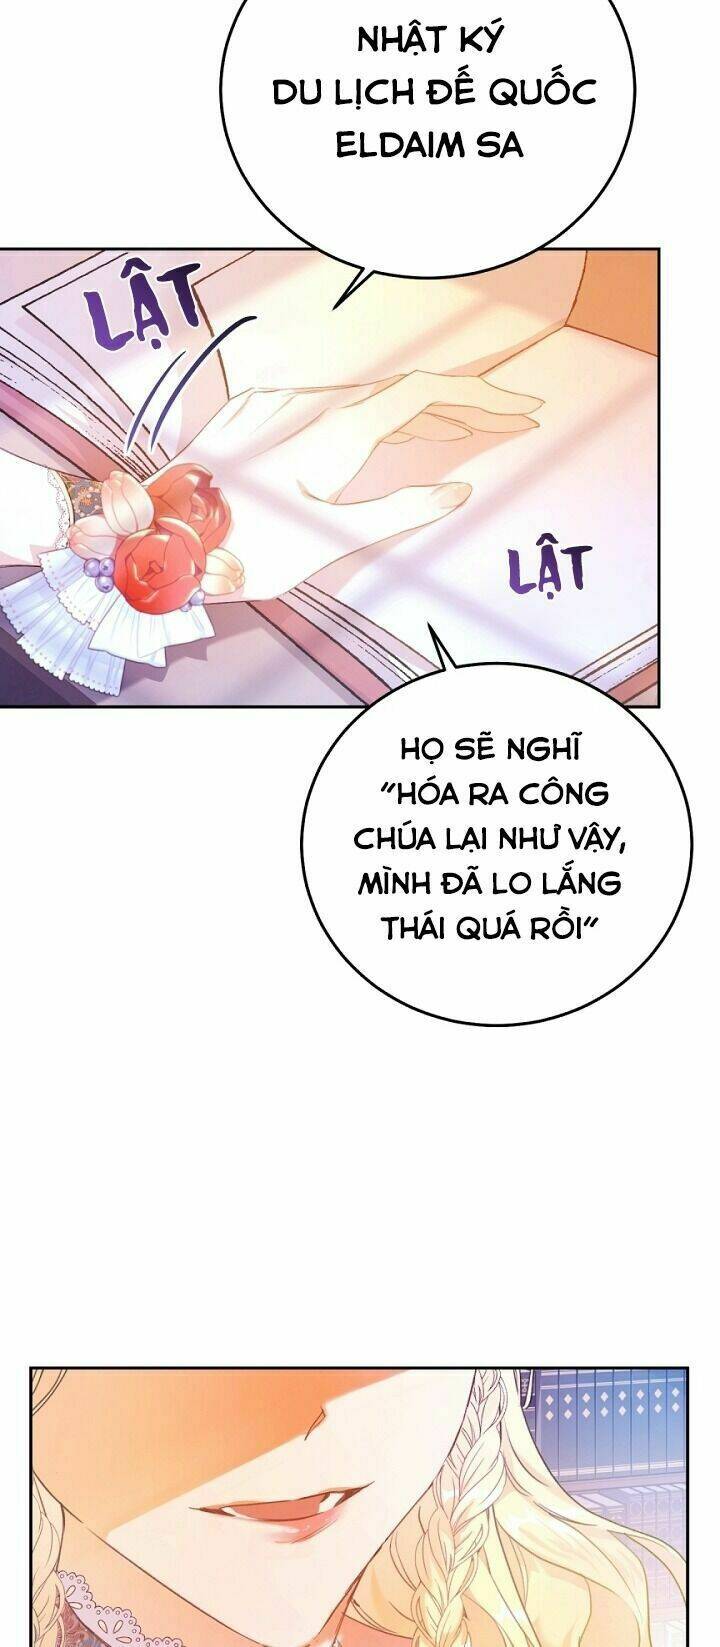 NHẬT KÝ
DU LỊCH ĐẾ QUỐC
ELDAIM SA
LẬT
LẬT
HỌ SẼ NGHĨ
"HÓA RA CÔNG
CHÚA LẠI NHƯ VẬY,
MÌNH ĐÃ LO LẮNG
THÁI QUÁ RỒI"